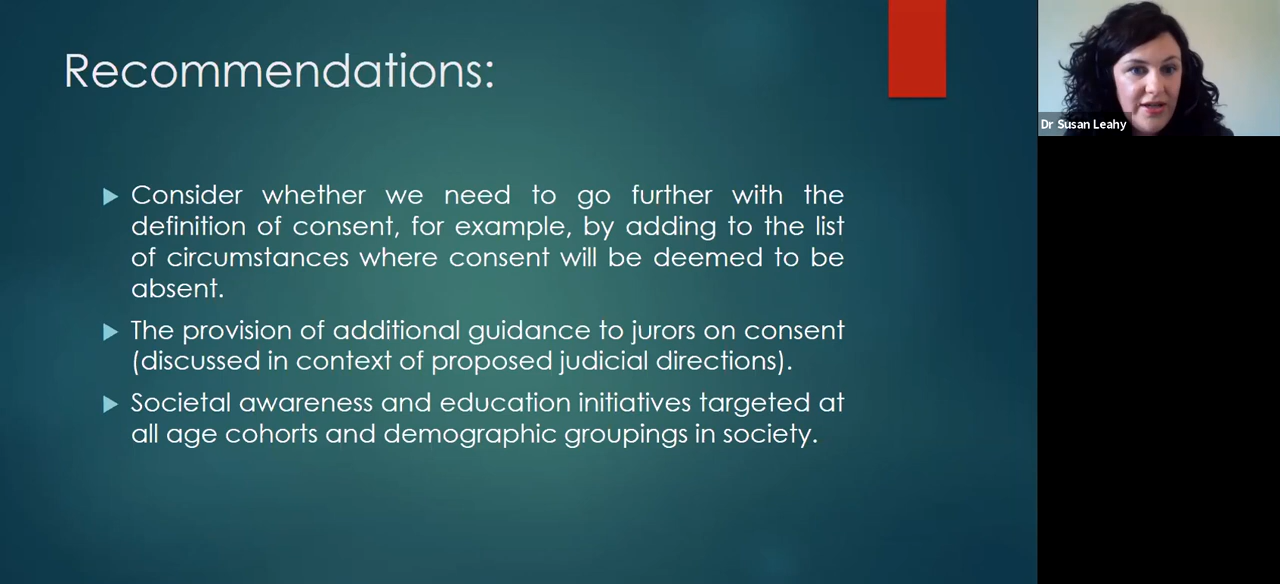 Recommendations:
Dr Susan Leahy
Consider whether we need to go further with the
definition of consent, for example, by adding to the list
of circumstances where consent will be deemed to be
absent.
The provision of additional guidance to jurors on consent
(discussed in context of proposed judicial directions).
Societal awareness and education initiatives targeted at
all age cohorts and demographic groupings in society.